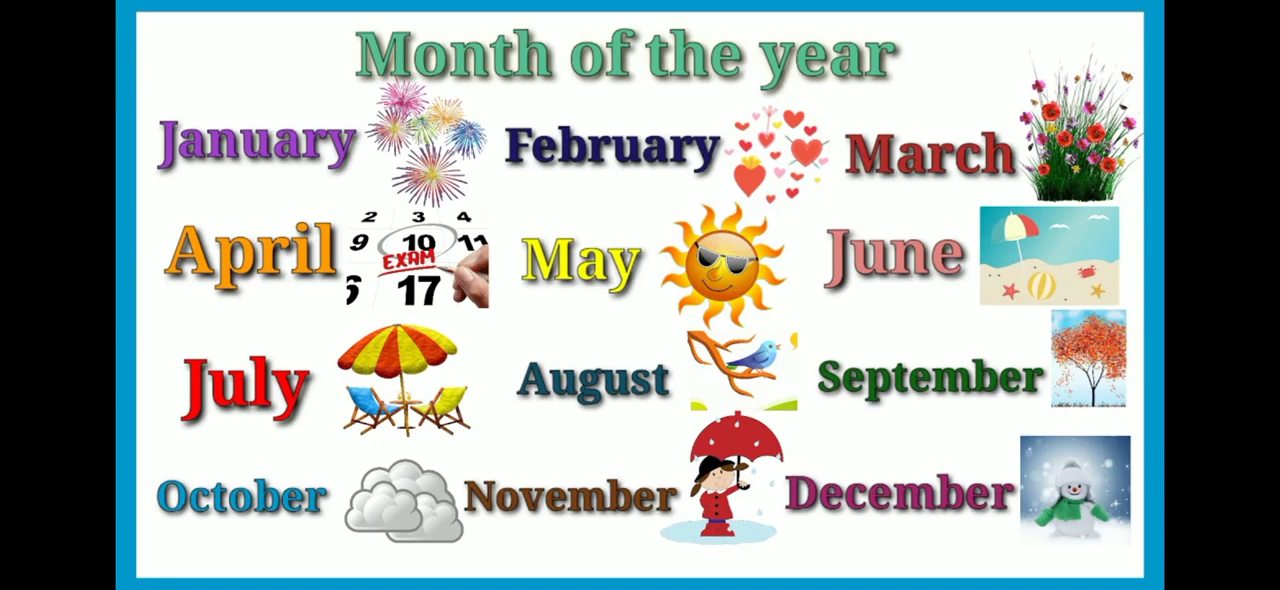 Month of the year
January February March
April 2 3 4
9 10 11
EXAM
17
May June
July August September
October November December